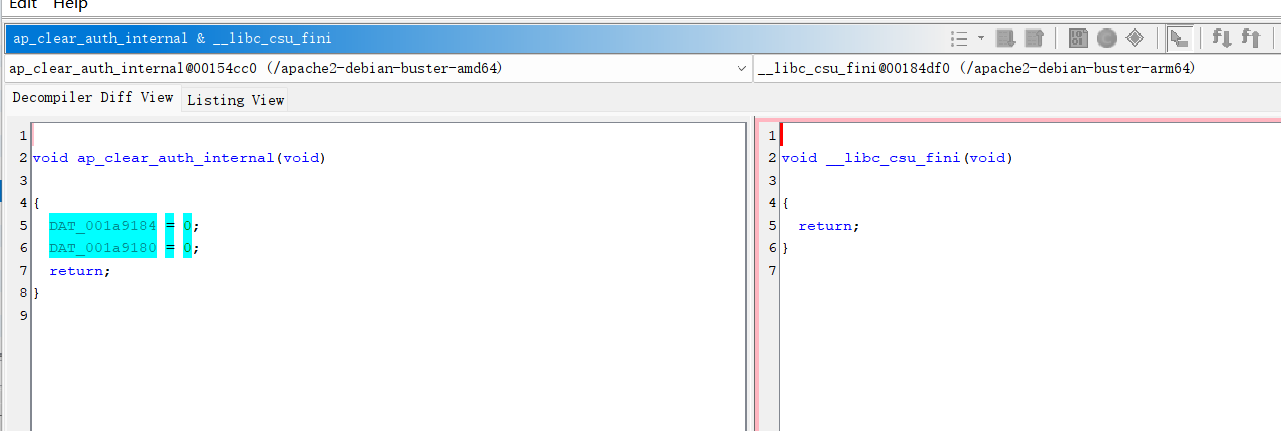 Edit Help
ap_clear_auth_internal & __libc_csu_fini
ap_clear_auth_internal@00154cc0 (/apache2-debian-buster-amd64)
__libc_csu_fini@00184df0 (/apache2-debian-buster-arm64)
Decompiler Diff View Listing View
1
2 void ap_clear_auth_internal(void)
3
4 {
5 DAT_001a9184 = 0;
6 DAT_001a9180 = 0;
7 return;
8 }
9
1
2 void __libc_csu_fini(void)
3
4 {
5 return;
6 }
7